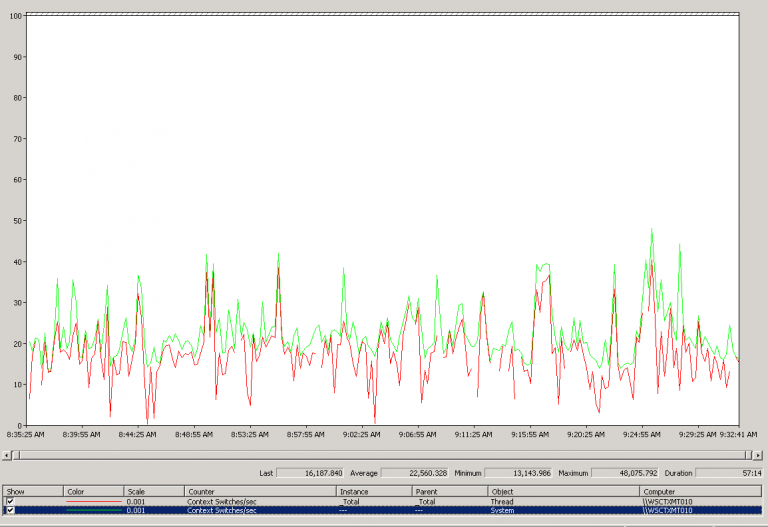 100
90
80
70
60
50
40
30
20
10
0
8:35:25 AM 8:39:55 AM 8:44:25 AM 8:48:55 AM 8:53:25 AM 8:57:55 AM 9:02:25 AM 9:06:55 AM 9:11:25 AM 9:15:55 AM 9:20:25 AM 9:24:55 AM 9:29:25 AM 9:32:41 AM
Last 16,187.840 Average 22,560.328 Minimum 13,143.986 Maximum 48,075.792 Duration 57:14
Show Color Scale Counter Instance Parent Object Computer
0.001 Context Switches/sec _Total _Total Thread \\WSCTXMT010
0.001 Context Switches/sec --- --- System \\WSCTXMT010